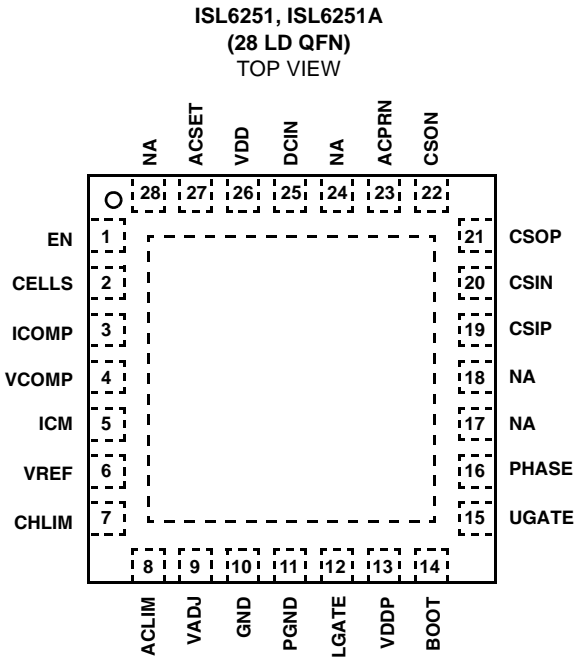 ISL6251, ISL6251A
(28 LD QFN)
TOP VIEW
NA ACSET VDD DCIN NA ACPRN CSON
28 27 26 25 24 23 22
EN 1 21 CSOP
CELLS 2 20 CSIN
ICOMP 3 19 CSIP
VCOMP 4 18 NA
ICM 5 17 NA
VREF 6 16 PHASE
CHLIM 7 15 UGATE
8 9 10 11 12 13 14
ACLIM VADJ GND PGND LGATE VDDP BOOT